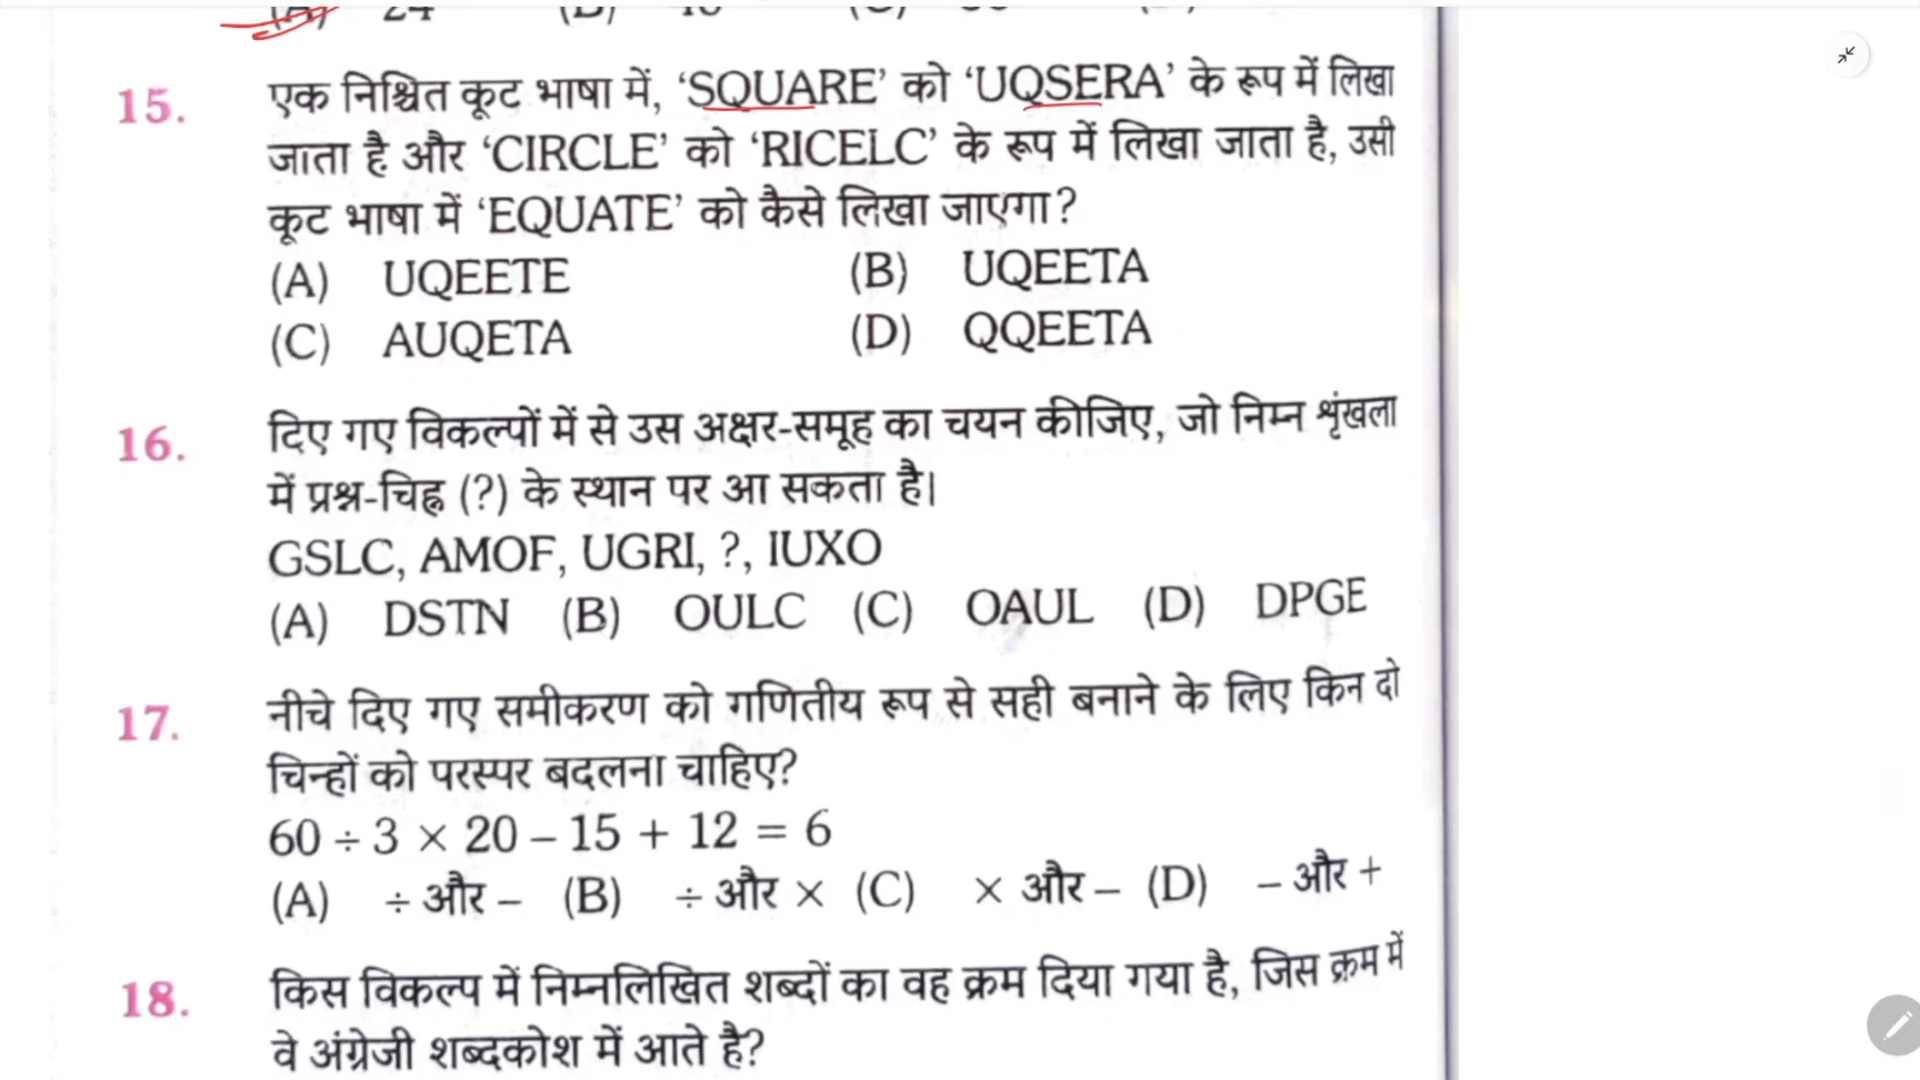 15. एक निश्चित कूट भाषा में, ‘SQUARE’ को ‘UQSERA’ के रूप में लिखा
जाता है और ‘CIRCLE’ को ‘RICELC’ के रूप में लिखा जाता है, उसी
कूट भाषा में ‘EQUATE’ को कैसे लिखा जाएगा?
(A) UQEETE (B) UQEETA
(C) AUQETA (D) QQEETA
16. दिए गए विकल्पों में से उस अक्षर-समूह का चयन कीजिए, जो निम्न शृंखला
में प्रश्न-चिह्न (?) के स्थान पर आ सकता है।
GSLC, AMOF, UGRI, ?, IUXO
(A) DSTN (B) OULC (C) OAUL (D) DPGE
17. नीचे दिए गए समीकरण को गणितीय रूप से सही बनाने के लिए किन दो
चिन्हों को परस्पर बदलना चाहिए?
60 ÷ 3 × 20 – 15 + 12 = 6
(A) ÷ और – (B) ÷ और × (C) × और – (D) – और +
18. किस विकल्प में निम्नलिखित शब्दों का वह क्रम दिया गया है, जिस क्रम में
वे अंग्रेजी शब्दकोश में आते है?